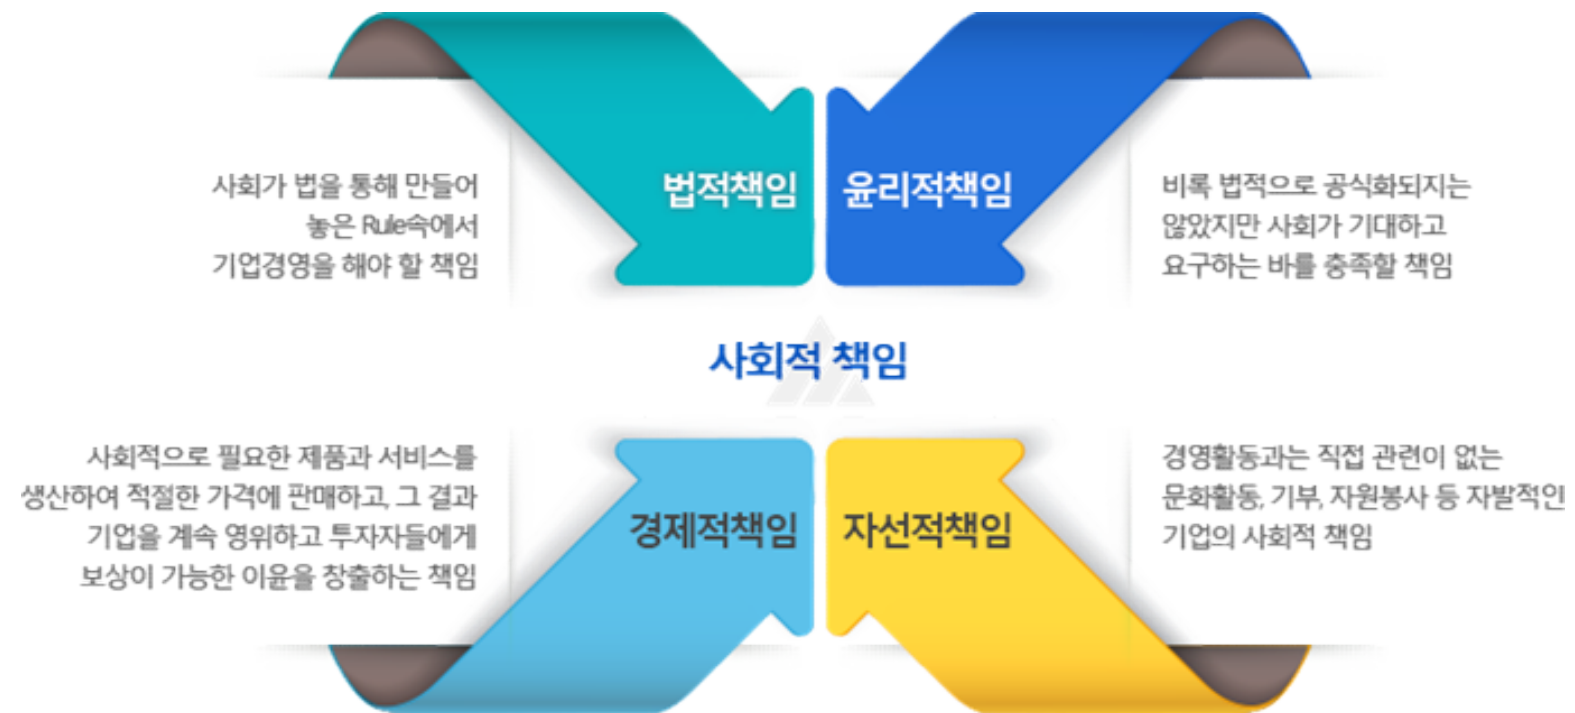 법적책임
사회가 법을 통해 만들어
놓은 Rule속에서
기업경영을 해야 할 책임
윤리적책임
비록 법적으로 공식화되지는
않았지만 사회가 기대하고
요구하는 바를 충족할 책임
사회적 책임
경제적책임
사회적으로 필요한 제품과 서비스를
생산하여 적절한 가격에 판매하고, 그 결과
기업을 계속 영위하고 투자자들에게
보상이 가능한 이윤을 창출하는 책임
자선적책임
경영활동과는 직접 관련이 없는
문화활동, 기부, 자원봉사 등 자발적인
기업의 사회적 책임